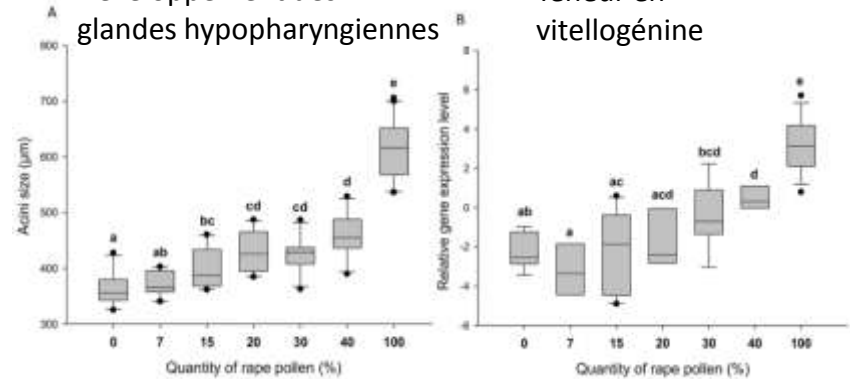 glandes hypopharyngiennes
vitellogénine
A
Acini size (µm)
800
700
600
500
400
300
a
ab
bc
cd
cd
d
e
0 7 15 20 30 40 100
Quantity of rape pollen (%)
B
Relative gene expression level
8
6
4
2
0
-2
-4
-6
ab
a
ac
acd
bcd
d
e
0 7 15 20 30 40 100
Quantity of rape pollen (%)